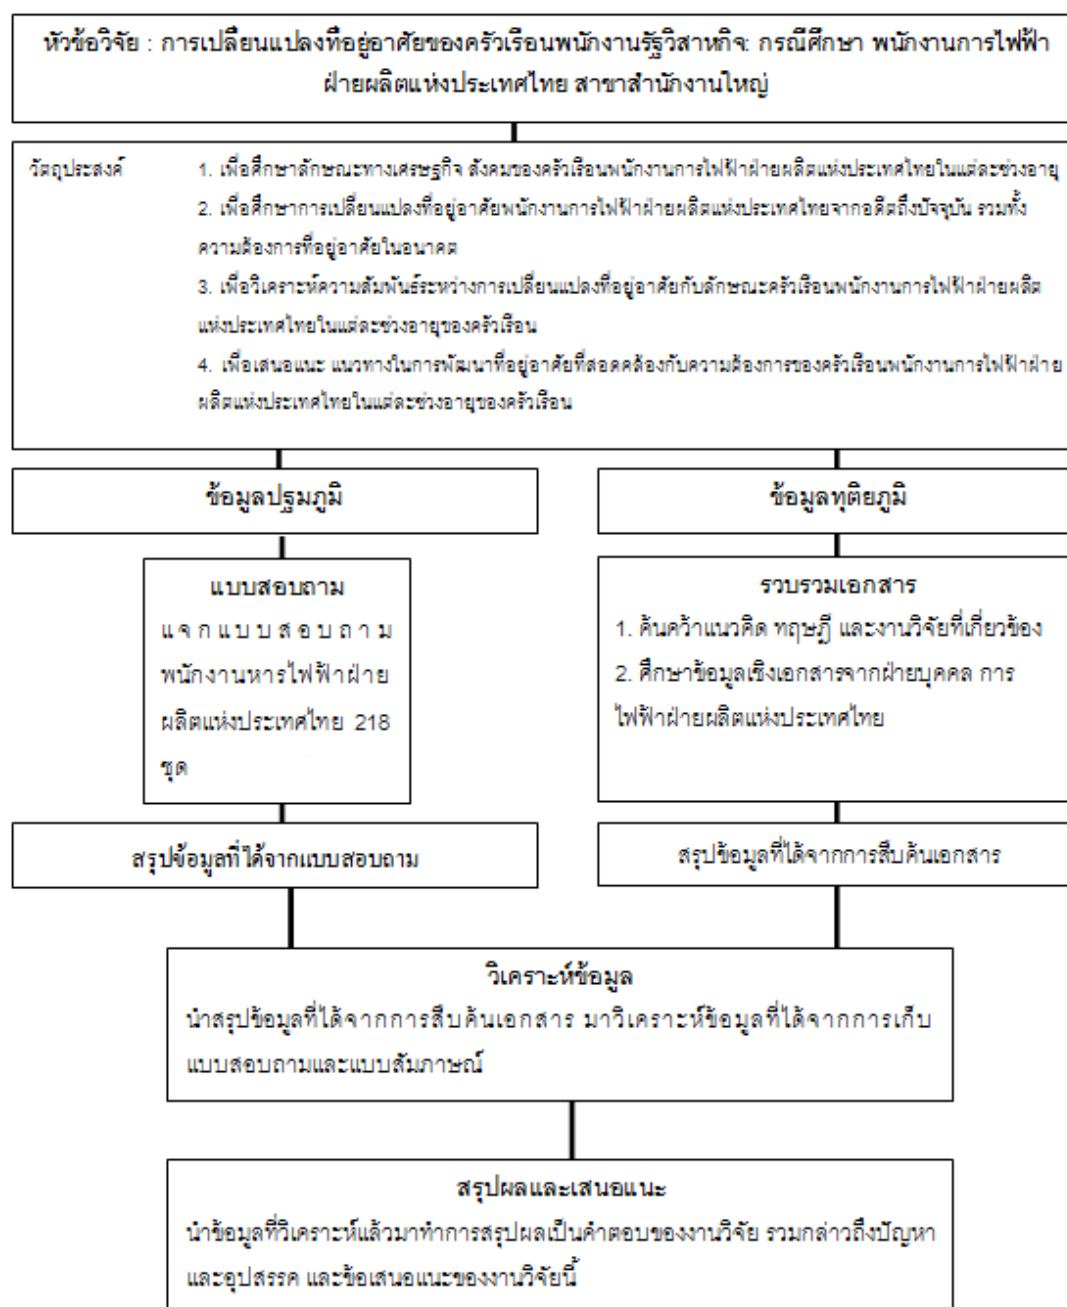 หัวข้อวิจัย : การเปลี่ยนแปลงที่อยู่อาศัยของครัวเรือนพนักงานรัฐวิสาหกิจ: กรณีศึกษา พนักงานการไฟฟ้า
ฝ่ายผลิตแห่งประเทศไทย สาขาสำนักงานใหญ่
วัตถุประสงค์ 1. เพื่อศึกษาลักษณะทางเศรษฐกิจ สังคมของครัวเรือนพนักงานการไฟฟ้าฝ่ายผลิตแห่งประเทศไทยในแต่ละช่วงอายุ
2. เพื่อศึกษาการเปลี่ยนแปลงที่อยู่อาศัยพนักงานการไฟฟ้าฝ่ายผลิตแห่งประเทศไทยจากอดีตถึงปัจจุบัน รวมทั้ง
ความต้องการที่อยู่อาศัยในอนาคต
3. เพื่อวิเคราะห์ความสัมพันธ์ระหว่างการเปลี่ยนแปลงที่อยู่อาศัยกับลักษณะครัวเรือนพนักงานการไฟฟ้าฝ่ายผลิต
แห่งประเทศไทยในแต่ละช่วงอายุของครัวเรือน
4. เพื่อเสนอแนะ แนวทางในการพัฒนาที่อยู่อาศัยที่สอดคล้องกับความต้องการของครัวเรือนพนักงานการไฟฟ้าฝ่าย
ผลิตแห่งประเทศไทยในแต่ละช่วงอายุของครัวเรือน
ข้อมูลปฐมภูมิ
แบบสอบถาม
แจกแบบสอบถาม
พนักงานหารไฟฟ้าฝ่าย
ผลิตแห่งประเทศไทย 218
ชุด
สรุปข้อมูลที่ได้จากแบบสอบถาม
ข้อมูลทุติยภูมิ
รวบรวมเอกสาร
1. ค้นคว้าแนวคิด ทฤษฎี และงานวิจัยที่เกี่ยวข้อง
2. ศึกษาข้อมูลเชิงเอกสารจากฝ่ายบุคคล การ
ไฟฟ้าฝ่ายผลิตแห่งประเทศไทย
สรุปข้อมูลที่ได้จากการสืบค้นเอกสาร
วิเคราะห์ข้อมูล
นำสรุปข้อมูลที่ได้จากการสืบค้นเอกสาร มาวิเคราะห์ข้อมูลที่ได้จากการเก็บ
แบบสอบถามและแบบสัมภาษณ์
สรุปผลและเสนอแนะ
นำข้อมูลที่วิเคราะห์แล้วมาทำการสรุปผลเป็นคำตอบของงานวิจัย รวมกล่าวถึงปัญหา
และอุปสรรค และข้อเสนอแนะของงานวิจัยนี้